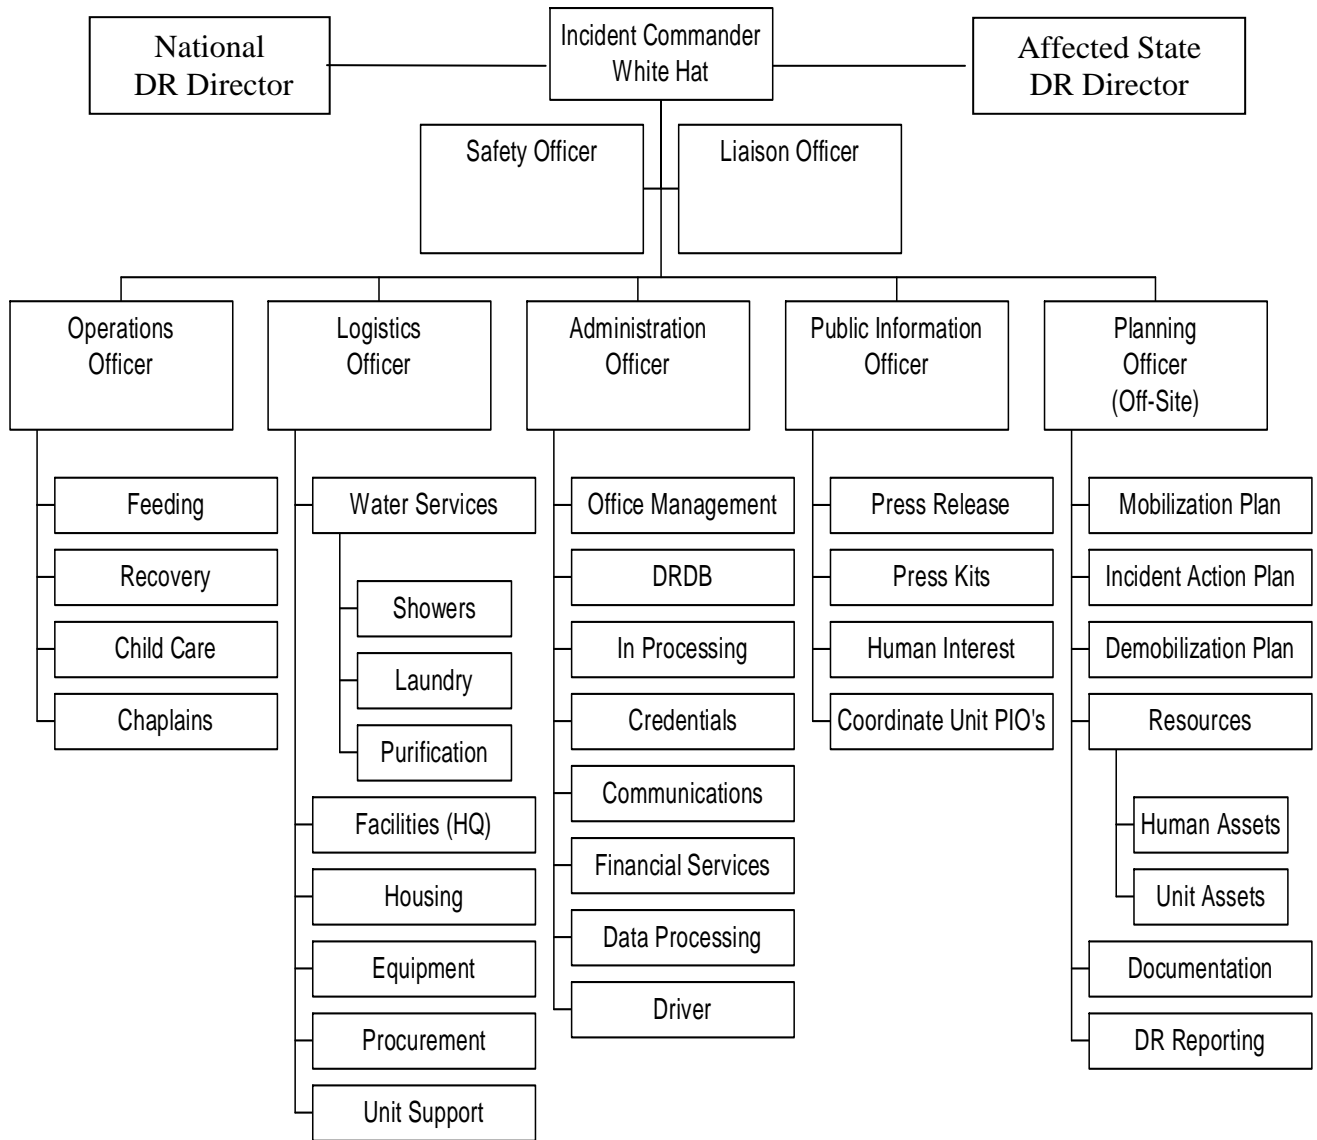 National
DR Director
Incident Commander
White Hat
Affected State
DR Director
Safety Officer
Liaison Officer
Operations
Officer
Logistics
Officer
Administration
Officer
Public Information
Officer
Planning
Officer
(Off-Site)
Feeding
Recovery
Child Care
Chaplains
Water Services
Showers
Laundry
Purification
Facilities (HQ)
Housing
Equipment
Procurement
Unit Support
Office Management
DRDB
In Processing
Credentials
Communications
Financial Services
Data Processing
Driver
Press Release
Press Kits
Human Interest
Coordinate Unit PIO's
Mobilization Plan
Incident Action Plan
Demobilization Plan
Resources
Human Assets
Unit Assets
Documentation
DR Reporting